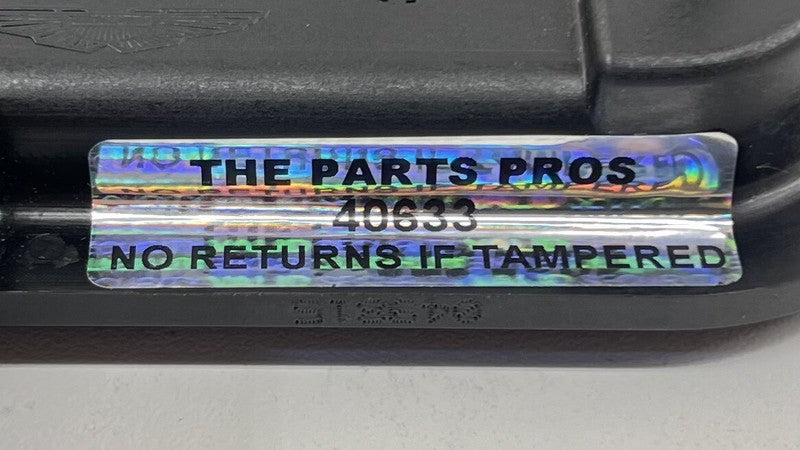 THE PARTS PROS
40633
NO RETURNS IF TAMPERED